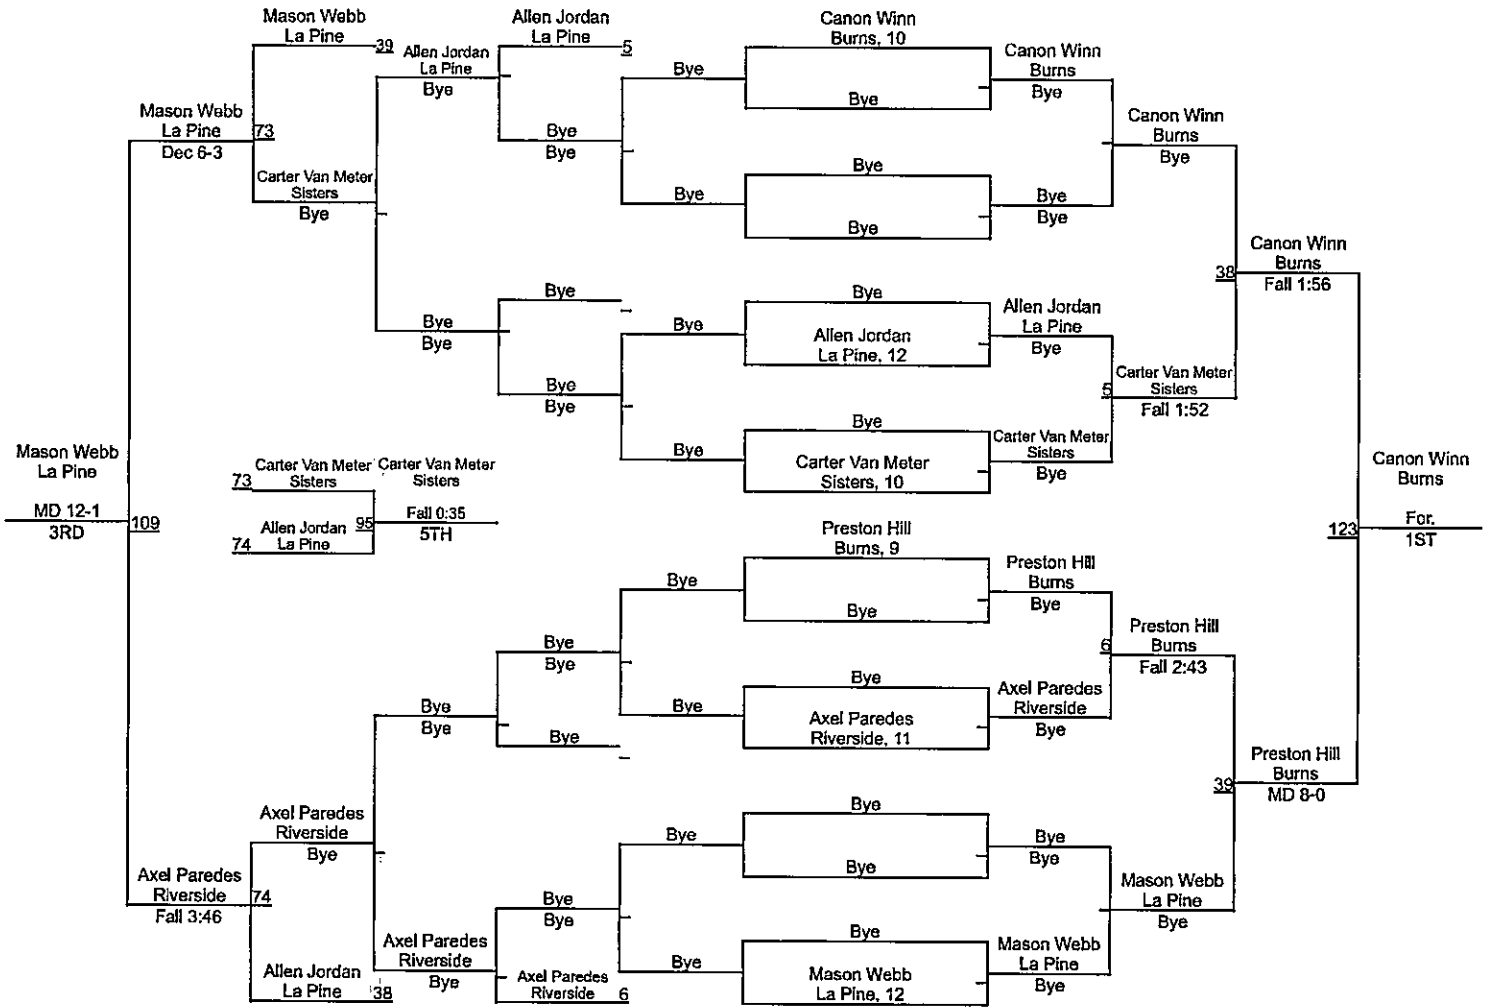 Mason Webb
La Pine
39
Allen Jordan
La Pine
Bye
Allen Jordan
La Pine
5
Bye
Canon Winn
Burns, 10
Bye
Canon Winn
Burns
Bye
Canon Winn
Burns
Bye
Mason Webb
La Pine
Dec 6-3
73
Carter Van Meter
Sisters
Bye
Bye
Bye
Bye
Bye
Bye
Bye
Bye
Canon Winn
Burns
Fall 1:56
38
Bye
Bye
Bye
Bye
Bye
Bye
Bye
Allen Jordan
La Pine, 12
Allen Jordan
La Pine
Bye
5
Carter Van Meter
Sisters
Fall 1:52
Bye
Bye
Carter Van Meter
Sisters, 10
Carter Van Meter
Sisters
Bye
Mason Webb
La Pine
MD 12-1
3RD
109
73
Carter Van Meter
Sisters
74
Allen Jordan
La Pine
95
Carter Van Meter
Sisters
Fall 0:35
5TH
Canon Winn
Burns
For.
1ST
123
Bye
Preston Hill
Burns, 9
Bye
Preston Hill
Burns
Bye
Bye
Bye
6
Preston Hill
Burns
Fall 2:43
Bye
Bye
Bye
Bye
Bye
Axel Paredes
Riverside, 11
Axel Paredes
Riverside
Bye
39
Preston Hill
Burns
MD 8-0
Axel Paredes
Riverside
Bye
Bye
Bye
Bye
Bye
Bye
Axel Paredes
Riverside
Fall 3:46
74
Bye
Bye
Mason Webb
La Pine
Bye
Allen Jordan
La Pine
38
Axel Paredes
Riverside
Bye
Axel Paredes
Riverside
6
Bye
Bye
Mason Webb
La Pine, 12
Mason Webb
La Pine
Bye